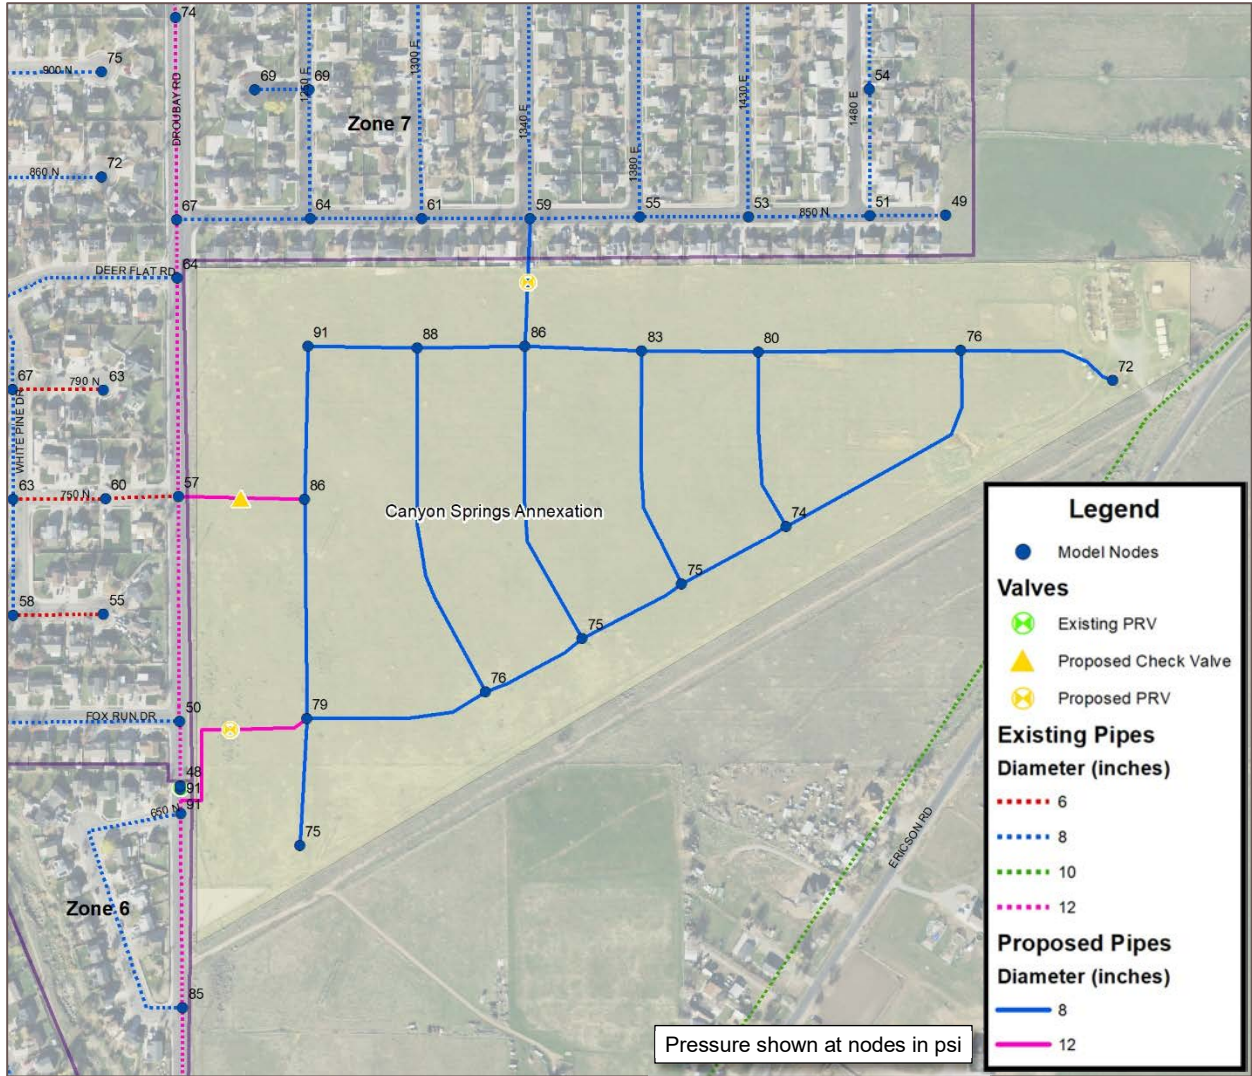 74
75
900 N
DROUBAY RD
69
69
1250 E
1300 E
Zone 7
1340 E
1380 E
1430 E
1480 E
54
72
860 N
67
64
61
59
55
53
850 N
51
49
DEER FLAT RD
64
91
88
86
83
80
76
72
67
790 N
63
WHITE PINE DR
63
750 N
60
57
86
Canyon Springs Annexation
74
75
58
55
75
76
79
FOX RUN DR
50
48
91
91
650 N
75
Zone 6
85
ERICSON RD
Pressure shown at nodes in psi
Legend
Model Nodes
Valves
Existing PRV
Proposed Check Valve
Proposed PRV
Existing Pipes
Diameter (inches)
6
8
10
12
Proposed Pipes
Diameter (inches)
8
12